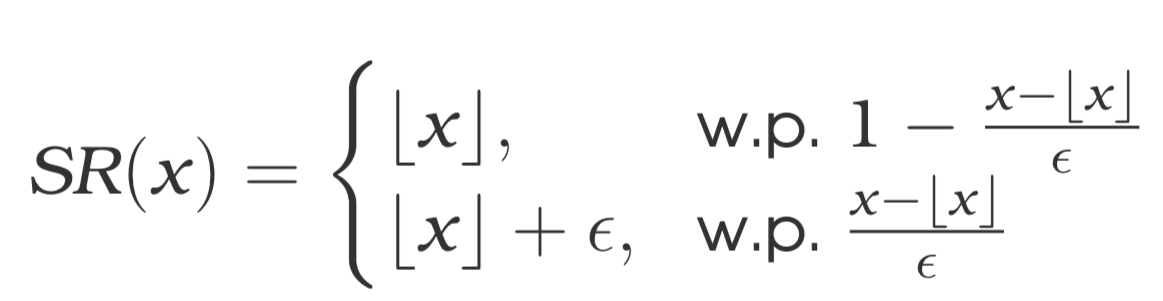 SR(x) = { ⌊x⌋, w.p. 1 − (x−⌊x⌋)/ϵ
⌊x⌋ + ϵ, w.p. (x−⌊x⌋)/ϵ